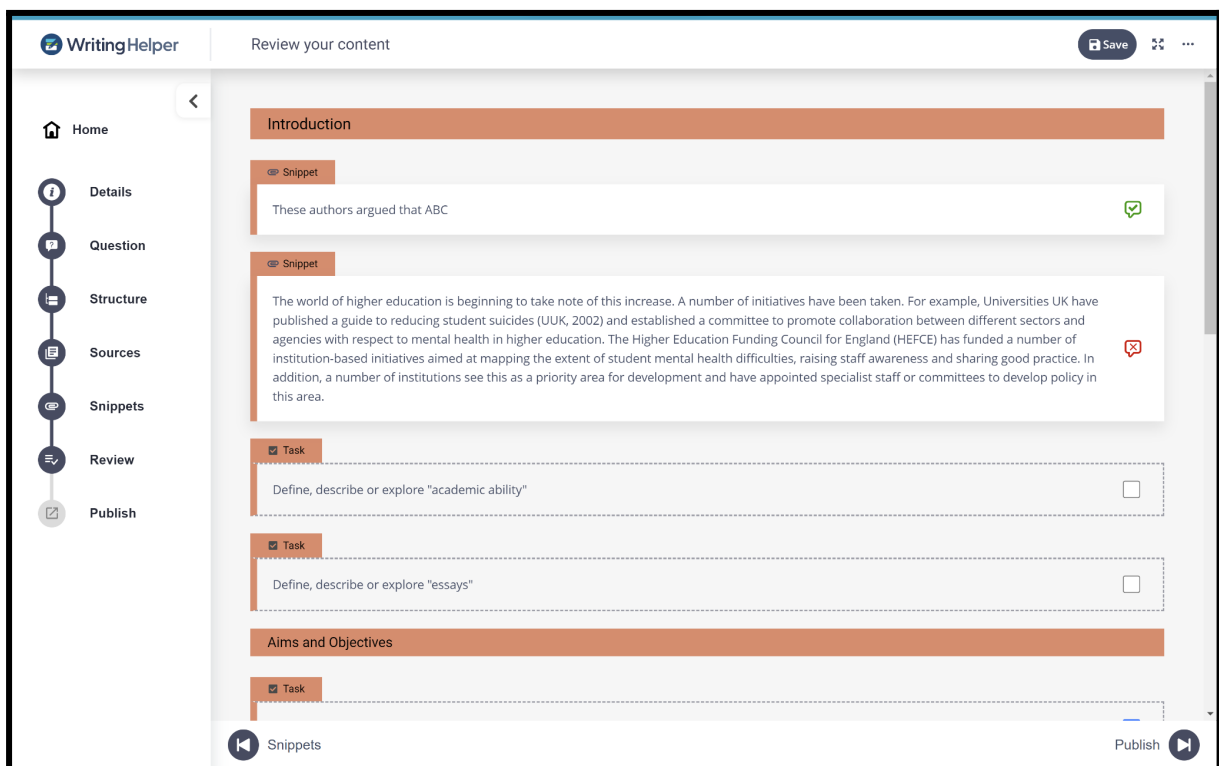 WritingHelper
Review your content
Save
Home
Details
Question
Structure
Sources
Snippets
Review
Publish
Introduction
Snippet
These authors argued that ABC
Snippet
The world of higher education is beginning to take note of this increase. A number of initiatives have been taken. For example, Universities UK have
published a guide to reducing student suicides (UUK, 2002) and established a committee to promote collaboration between different sectors and
agencies with respect to mental health in higher education. The Higher Education Funding Council for England (HEFCE) has funded a number of
institution-based initiatives aimed at mapping the extent of student mental health difficulties, raising staff awareness and sharing good practice. In
addition, a number of institutions see this as a priority area for development and have appointed specialist staff or committees to develop policy in
this area.
Task
Define, describe or explore "academic ability"
Task
Define, describe or explore "essays"
Aims and Objectives
Task
Snippets
Publish